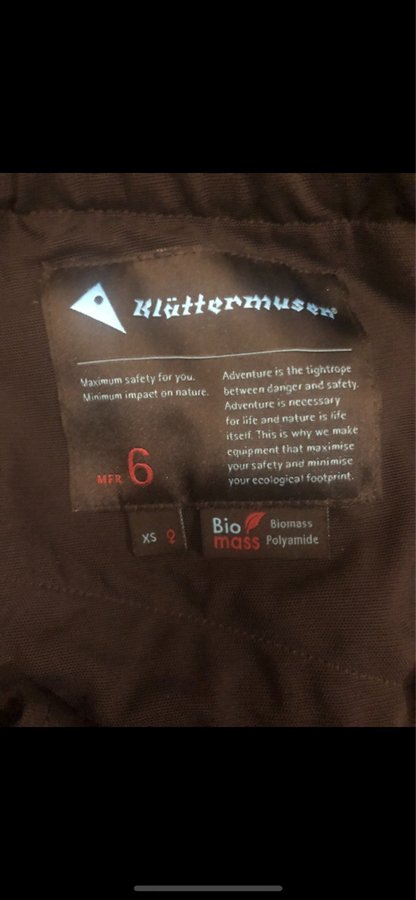 Klättermusen
Maximum safety for you.
Minimum impact on nature.
Adventure is the tightrope
between danger and safety.
Adventure is necessary
for life and nature is life
itself. This is why we make
equipment that maximise
your safety and minimise
your ecological footprint.
MFR 6
XS ♀
Bio
mass
Biomass
Polyamide